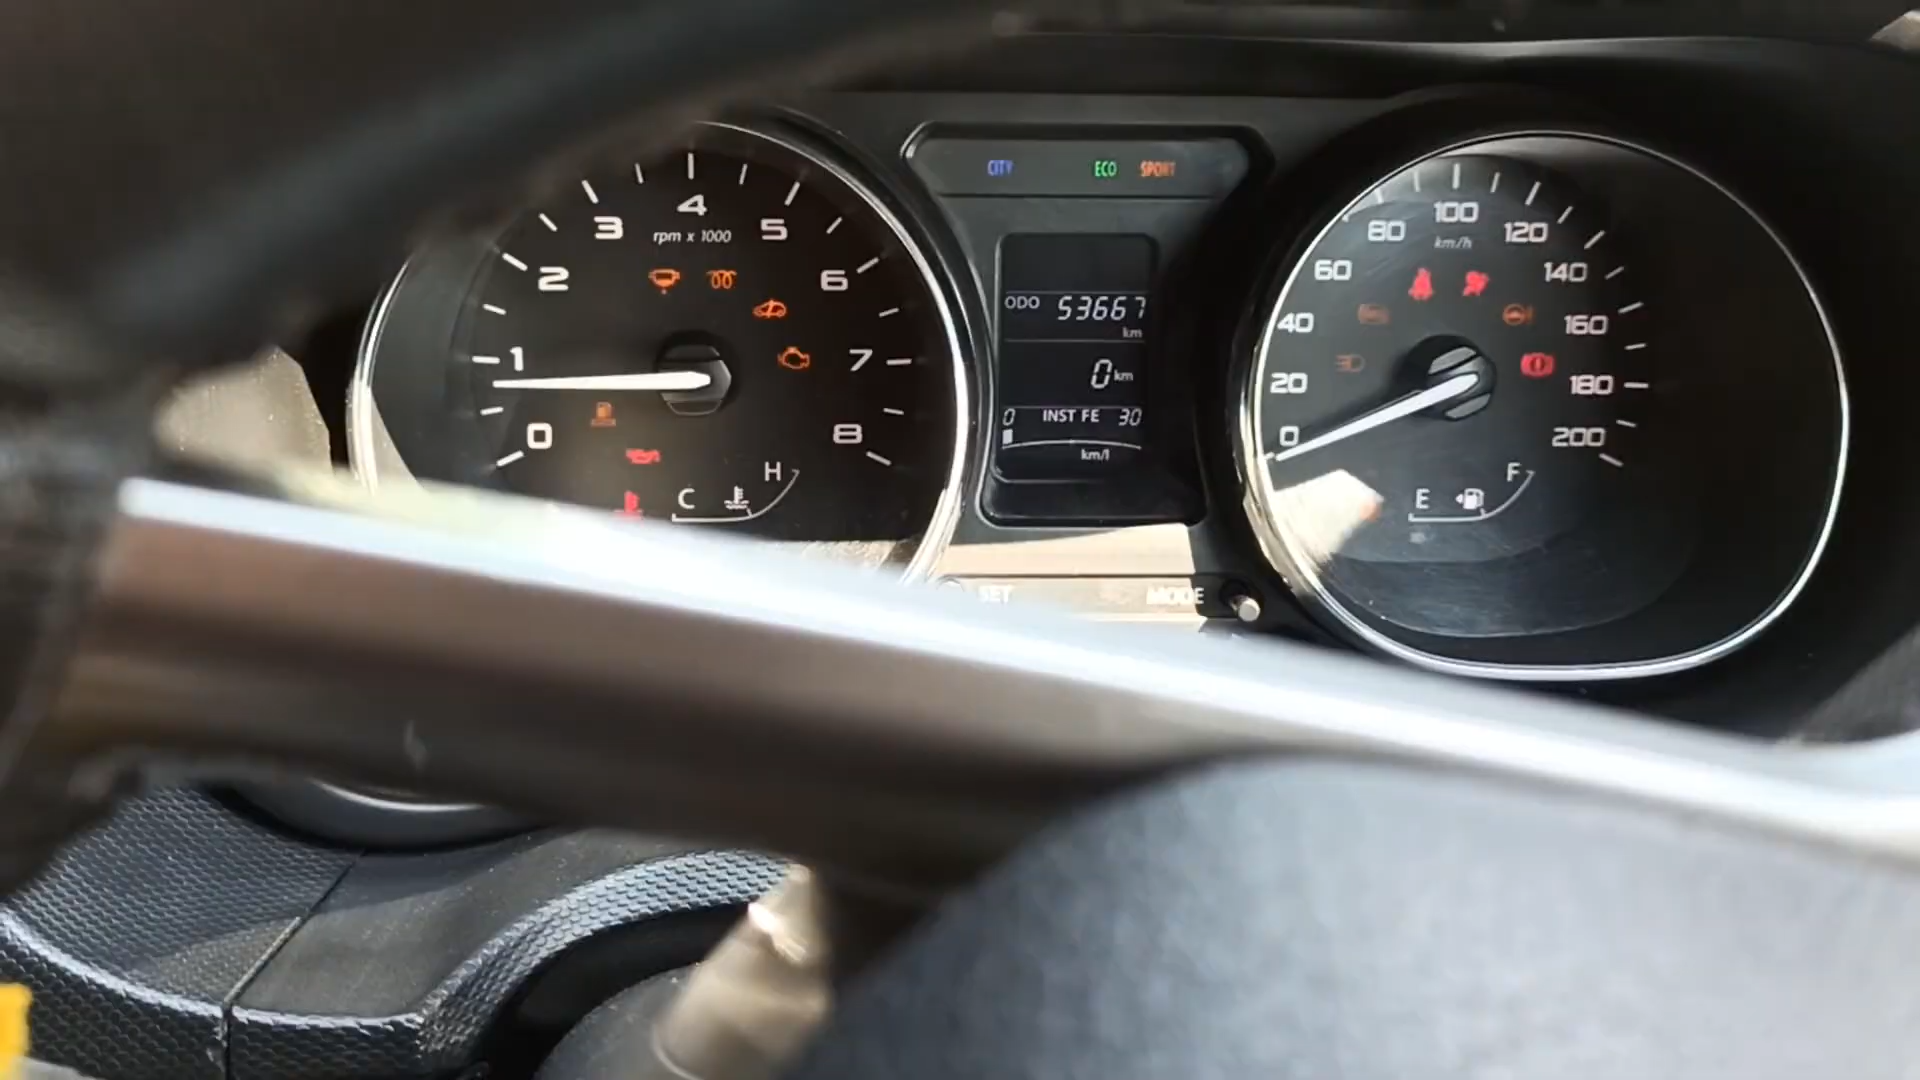 CITY ECO SPORT
0 1 2 3 4 5 6 7 8
rpm x 1000
C H
ODO 53667
km
0 km
0 INST FE 30
km/l
SET MODE
0 20 40 60 80 100 120 140 160 180 200
km/h
E F